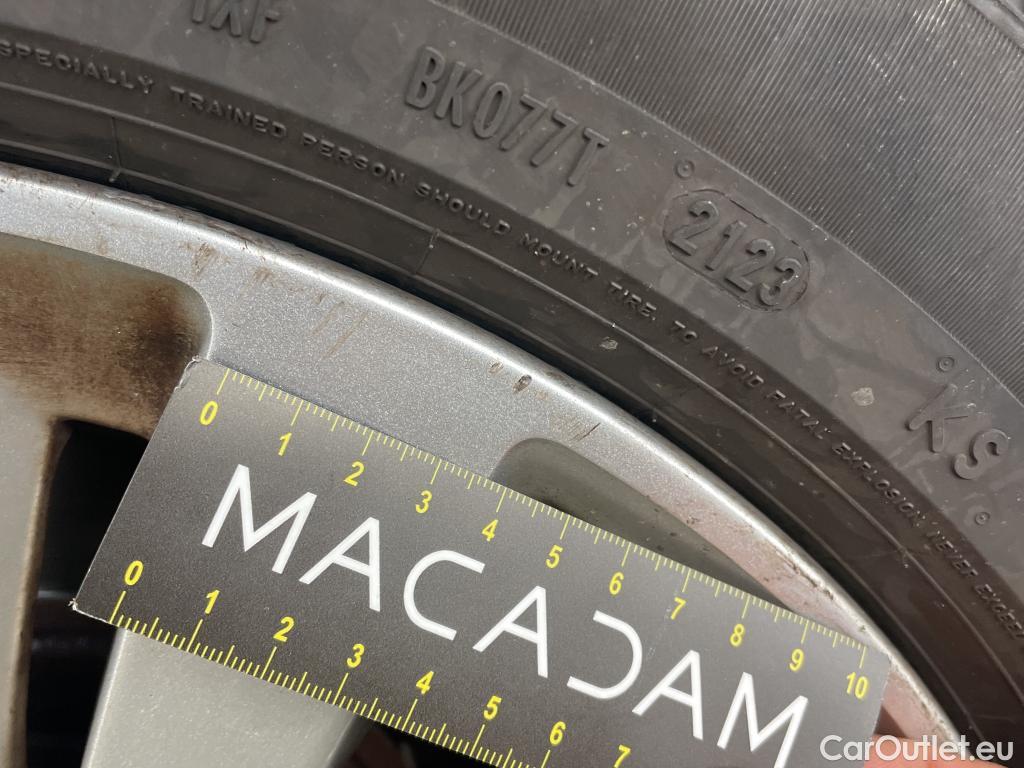 1XF
BK077T
2123
KS
SPECIALLY TRAINED PERSON SHOULD MOUNT TIRE. TO AVOID FATAL EXPLOSION NEVER EXCEED
0 1 2 3 4 5 6 7 8 9 10
MACADAM
0 1 2 3 4 5 6 7
CarOutlet.eu